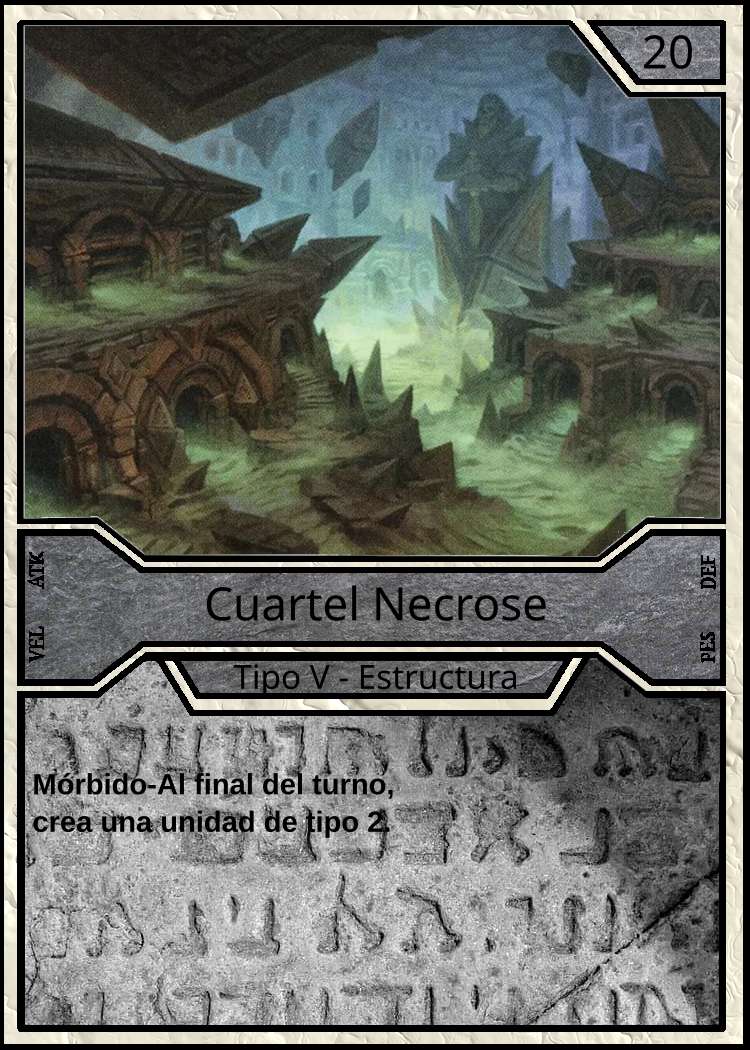 20
ATK
DEF
Cuartel Necrose
VEL
PES
Tipo V - Estructura
Mórbido-Al final del turno,
crea una unidad de tipo 2.